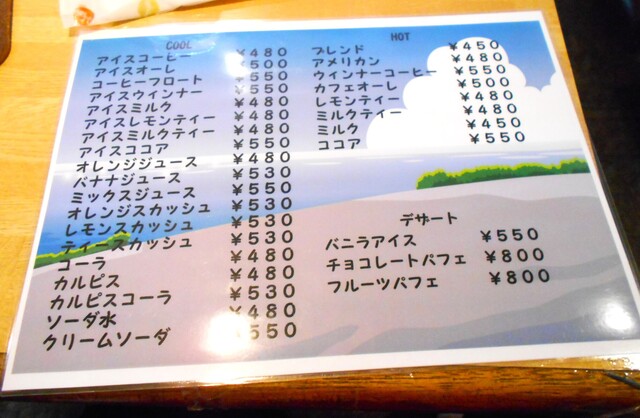 COOL
アイスコーヒー ¥480
アイスオーレ ¥500
コーヒーフロート ¥550
アイスウィンナー ¥550
アイスミルク ¥480
アイスレモンティー ¥480
アイスミルクティー ¥480
アイスココア ¥550
オレンジジュース ¥480
バナナジュース ¥530
ミックスジュース ¥550
オレンジスカッシュ ¥530
レモンスカッシュ ¥530
ティースカッシュ ¥530
コーラ ¥480
カルピス ¥480
カルピスコーラ ¥530
ソーダ水 ¥480
クリームソーダ ¥550
HOT
ブレンド ¥450
アメリカン ¥450
ウィンナーコーヒー ¥550
カフェオーレ ¥500
レモンティー ¥480
ミルクティー ¥480
ミルク ¥450
ココア ¥550
デザート
バニラアイス ¥550
チョコレートパフェ ¥800
フルーツパフェ ¥800